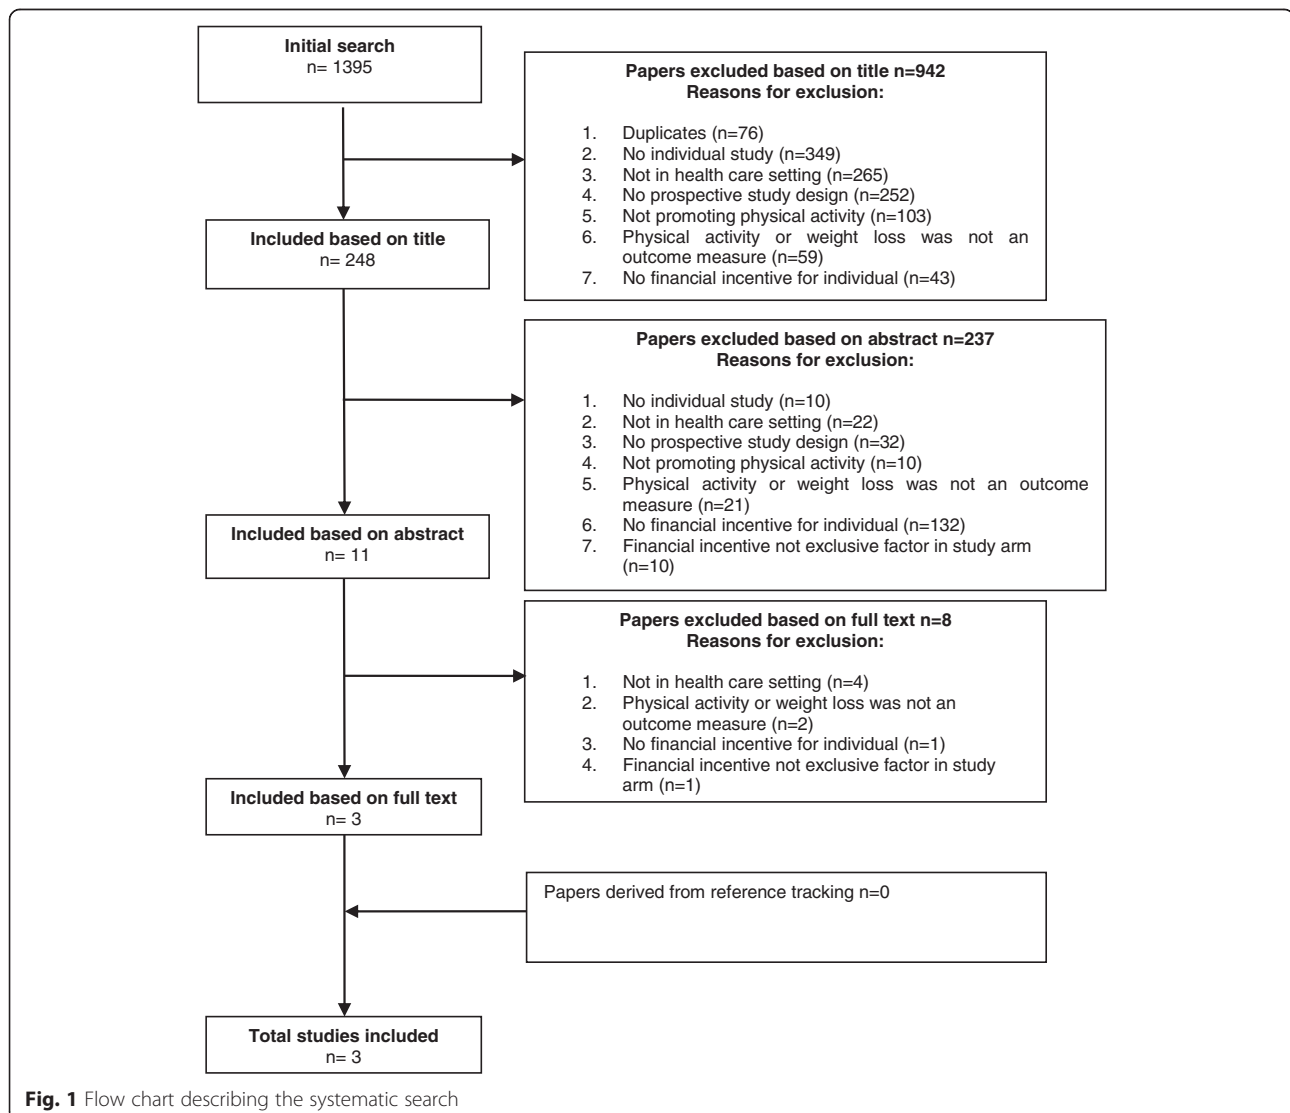 Initial search
n= 1395
Papers excluded based on title n=942
Reasons for exclusion:
1. Duplicates (n=76)
2. No individual study (n=349)
3. Not in health care setting (n=265)
4. No prospective study design (n=252)
5. Not promoting physical activity (n=103)
6. Physical activity or weight loss was not an
outcome measure (n=59)
7. No financial incentive for individual (n=43)
Included based on title
n= 248
Papers excluded based on abstract n=237
Reasons for exclusion:
1. No individual study (n=10)
2. Not in health care setting (n=22)
3. No prospective study design (n=32)
4. Not promoting physical activity (n=10)
5. Physical activity or weight loss was not an outcome
measure (n=21)
6. No financial incentive for individual (n=132)
7. Financial incentive not exclusive factor in study arm
(n=10)
Included based on abstract
n= 11
Papers excluded based on full text n=8
Reasons for exclusion:
1. Not in health care setting (n=4)
2. Physical activity or weight loss was not an
outcome measure (n=2)
3. No financial incentive for individual (n=1)
4. Financial incentive not exclusive factor in study
arm (n=1)
Included based on full text
n= 3
Papers derived from reference tracking n=0
Total studies included
n= 3
Fig. 1 Flow chart describing the systematic search